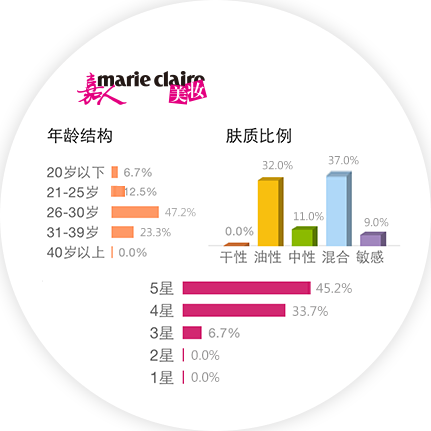 嘉人 marie claire
美妆
年龄结构
20岁以下 6.7%
21-25岁 12.5%
26-30岁 47.2%
31-39岁 23.3%
40岁以上 0.0%
肤质比例
0.0% 32.0% 11.0% 37.0% 9.0%
干性 油性 中性 混合 敏感
5星 45.2%
4星 33.7%
3星 6.7%
2星 0.0%
1星 0.0%